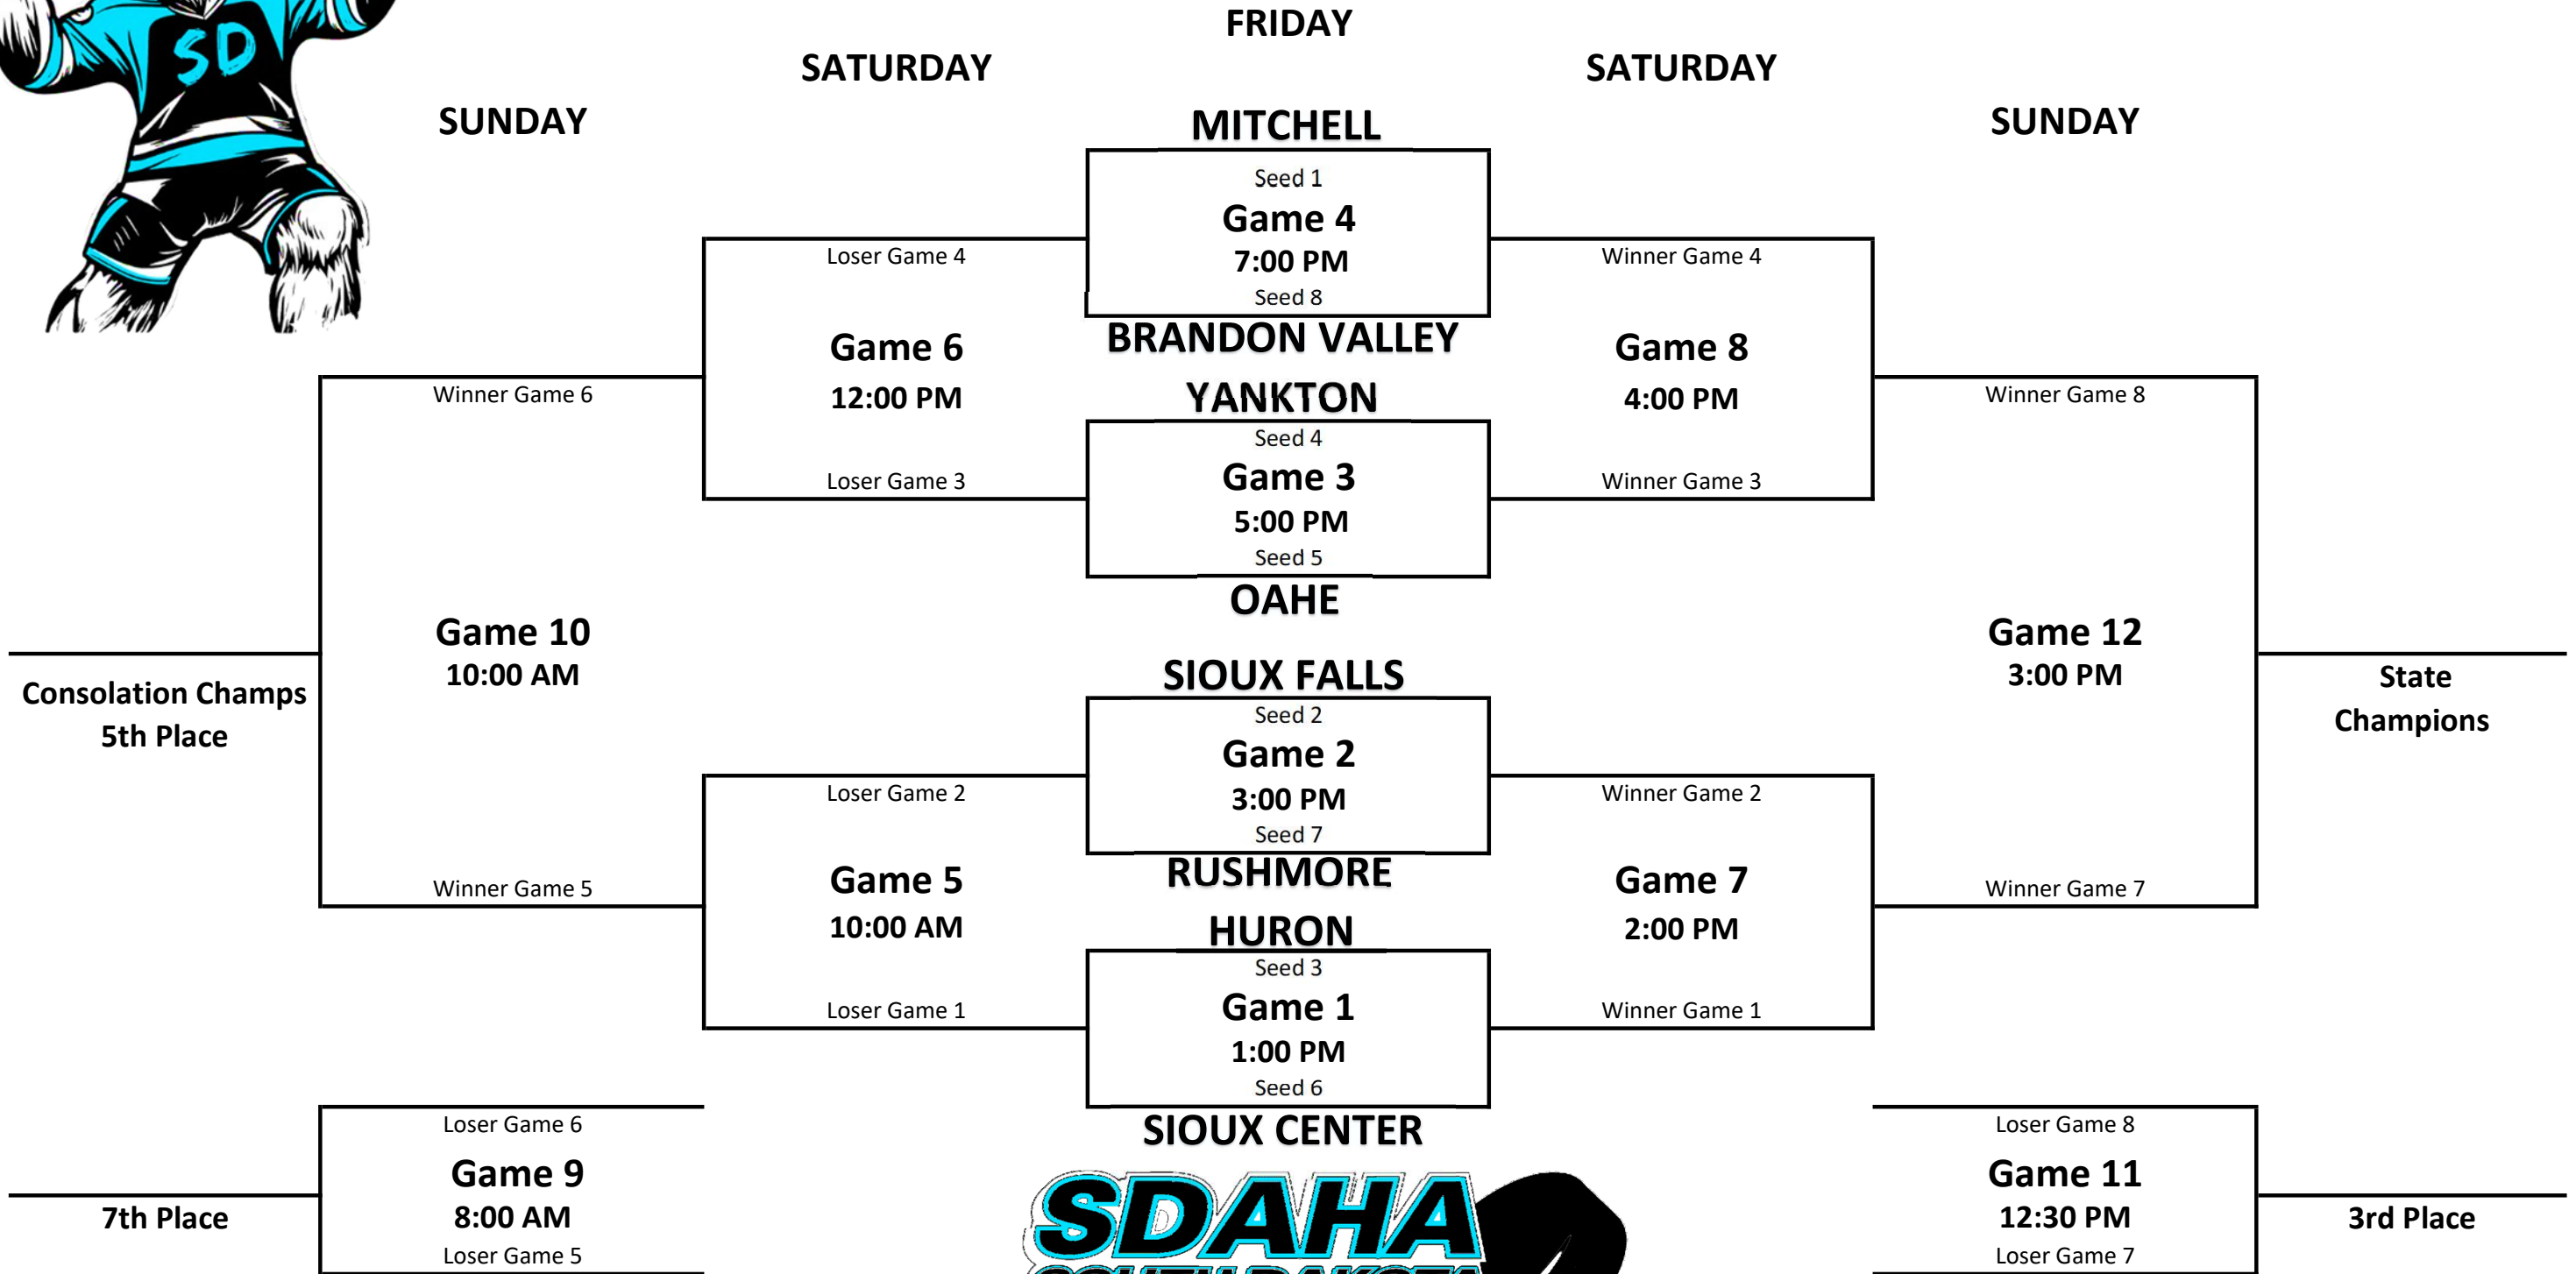 SD
FRIDAY
SATURDAY
SATURDAY
SUNDAY
SUNDAY
MITCHELL
Seed 1
Game 4
7:00 PM
Seed 8
BRANDON VALLEY
Loser Game 4
Winner Game 4
Game 6
12:00 PM
Game 8
4:00 PM
Winner Game 6
Winner Game 8
YANKTON
Seed 4
Game 3
5:00 PM
Seed 5
OAHE
Loser Game 3
Winner Game 3
Game 10
10:00 AM
Game 12
3:00 PM
Consolation Champs
5th Place
State
Champions
SIOUX FALLS
Seed 2
Game 2
3:00 PM
Seed 7
RUSHMORE
Loser Game 2
Winner Game 2
Game 5
10:00 AM
Game 7
2:00 PM
Winner Game 5
Winner Game 7
HURON
Seed 3
Game 1
1:00 PM
Seed 6
SIOUX CENTER
Loser Game 1
Winner Game 1
Loser Game 6
Game 9
8:00 AM
Loser Game 5
7th Place
Loser Game 8
Game 11
12:30 PM
Loser Game 7
3rd Place
SDAHA
SOUTH DAKOTA